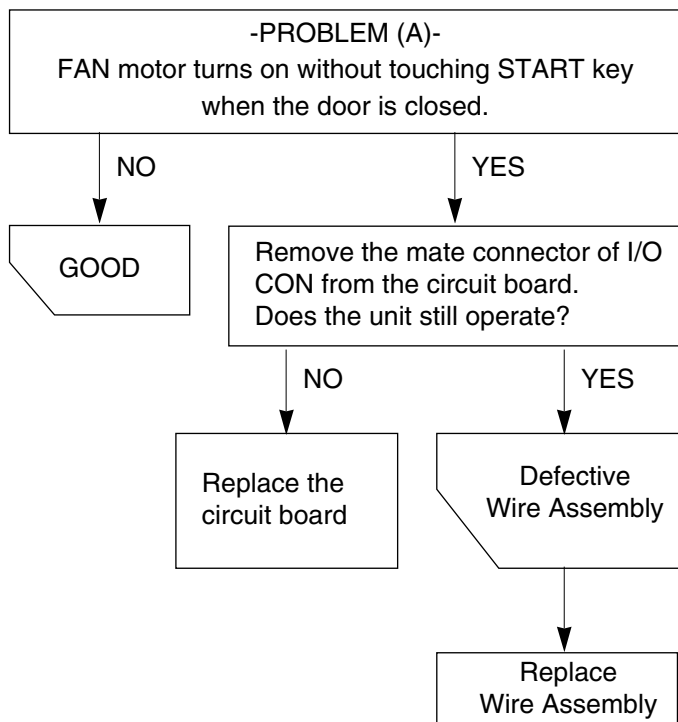 -PROBLEM (A)-
FAN motor turns on without touching START key
when the door is closed.
NO
YES
GOOD
Remove the mate connector of I/O
CON from the circuit board.
Does the unit still operate?
NO
YES
Replace the
circuit board
Defective
Wire Assembly
Replace
Wire Assembly